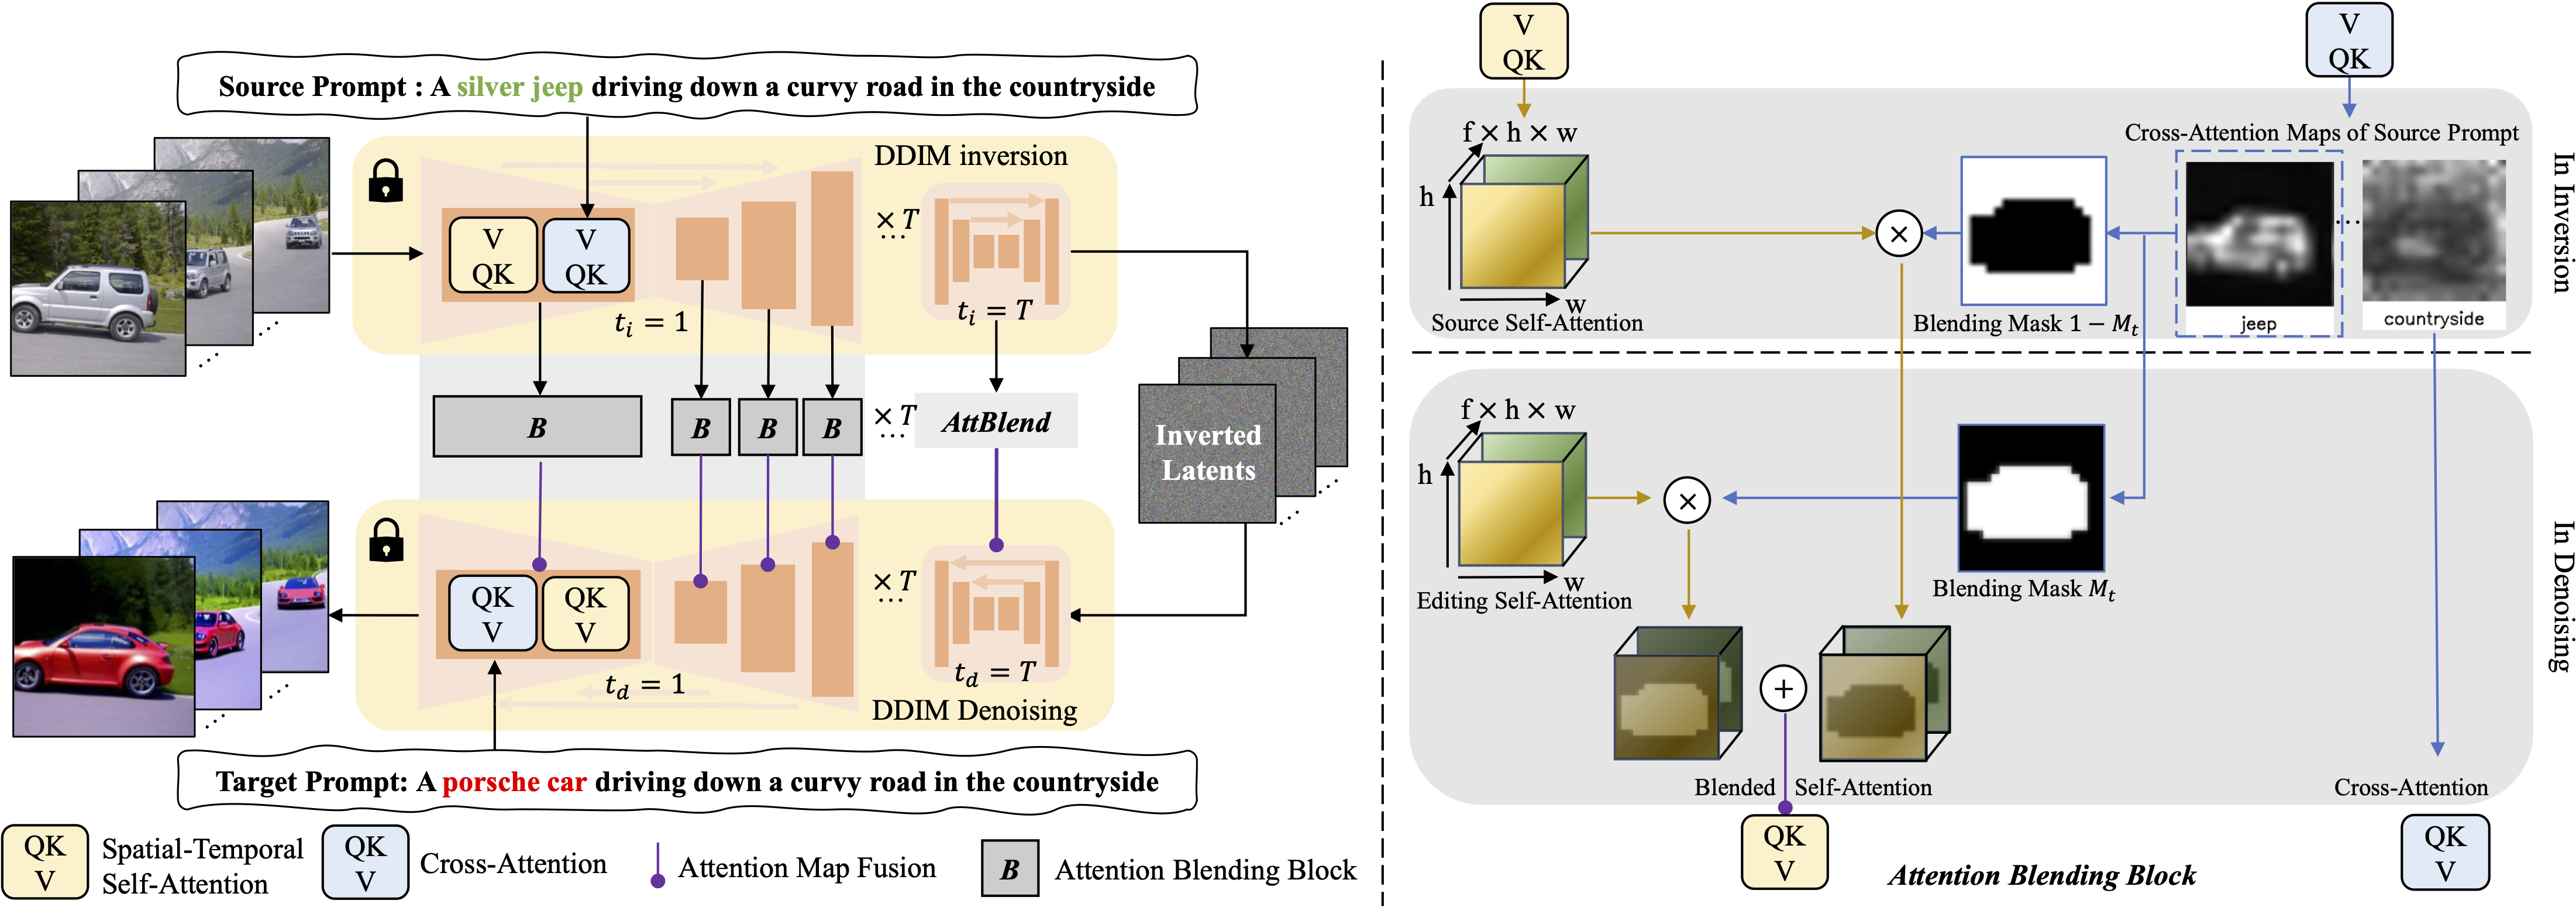 Source Prompt : A silver jeep driving down a curvy road in the countryside
DDIM inversion
V
QK
V
QK
× T
...
t_i = 1
t_i = T
B
B
B
B
× T
...
AttBlend
Inverted
Latents
QK
V
QK
V
× T
...
t_d = 1
t_d = T
DDIM Denoising
Target Prompt: A porsche car driving down a curvy road in the countryside
QK
V
Spatial-Temporal
Self-Attention
QK
V
Cross-Attention
Attention Map Fusion
B
Attention Blending Block
V
QK
V
QK
f × h × w
h
w
Source Self-Attention
×
Blending Mask 1 − M_t
Cross-Attention Maps of Source Prompt
jeep
...
countryside
In Inversion
f × h × w
h
w
Editing Self-Attention
×
Blending Mask M_t
+
Blended Self-Attention
Cross-Attention
In Denoising
QK
V
Attention Blending Block
QK
V